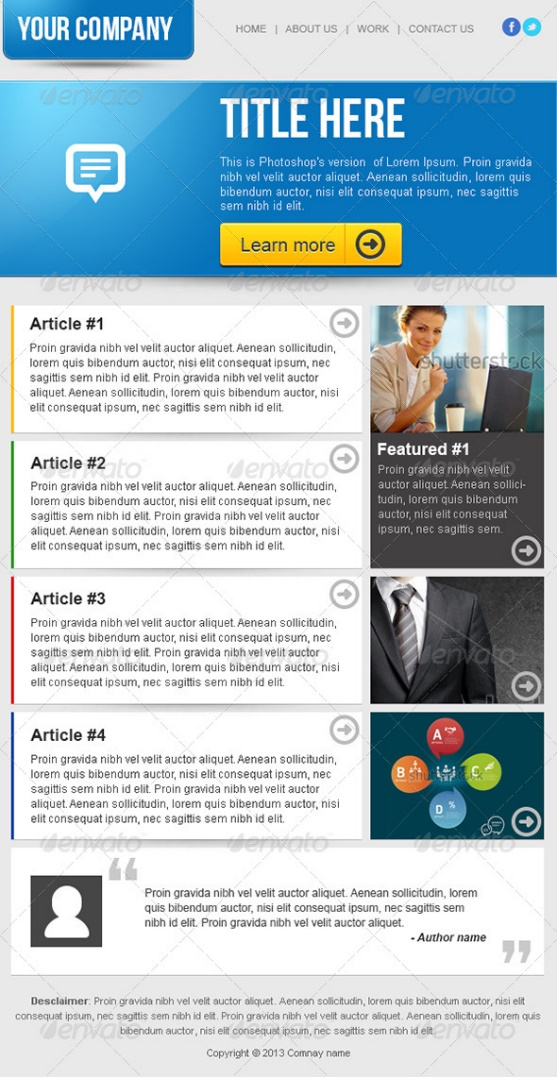 YOUR COMPANY
HOME | ABOUT US | WORK | CONTACT US
TITLE HERE
This is Photoshop's version of Lorem Ipsum. Proin gravida
nibh vel velit auctor aliquet. Aenean sollicitudin, lorem quis
bibendum auctor, nisi elit consequat ipsum, nec sagittis
sem nibh id elit.
Learn more
Article #1
Proin gravida nibh vel velit auctor aliquet. Aenean sollicitudin,
lorem quis bibendum auctor, nisi elit consequat ipsum, nec
sagittis sem nibh id elit. Proin gravida nibh vel velit auctor
aliquet. Aenean sollicitudin, lorem quis bibendum auctor, nisi
elit consequat ipsum, nec sagittis sem nibh id elit.
Featured #1
Proin gravida nibh vel velit
auctor aliquet. Aenean sollici-
tudin, lorem quis bibendum
auctor, nisi elit consequat
ipsum, nec sagittis sem.
Article #2
Proin gravida nibh vel velit auctor aliquet. Aenean sollicitudin,
lorem quis bibendum auctor, nisi elit consequat ipsum, nec
sagittis sem nibh id elit. Proin gravida nibh vel velit auctor
aliquet. Aenean sollicitudin, lorem quis bibendum auctor, nisi
elit consequat ipsum, nec sagittis sem nibh id elit.
Article #3
Proin gravida nibh vel velit auctor aliquet. Aenean sollicitudin,
lorem quis bibendum auctor, nisi elit consequat ipsum, nec
sagittis sem nibh id elit. Proin gravida nibh vel velit auctor
aliquet. Aenean sollicitudin, lorem quis bibendum auctor, nisi
elit consequat ipsum, nec sagittis sem nibh id elit.
Article #4
Proin gravida nibh vel velit auctor aliquet. Aenean sollicitudin,
lorem quis bibendum auctor, nisi elit consequat ipsum, nec
sagittis sem nibh id elit. Proin gravida nibh vel velit auctor
aliquet. Aenean sollicitudin, lorem quis bibendum auctor, nisi
elit consequat ipsum, nec sagittis sem nibh id elit.
A
B
C
D %
Proin gravida nibh vel velit auctor aliquet. Aenean sollicitudin, lorem
quis bibendum auctor, nisi elit consequat ipsum, nec sagittis sem
nibh id elit. Proin gravida nibh vel velit auctor aliquet.
- Author name
Desclaimer: Proin gravida nibh vel velit auctor aliquet. Aenean sollicitudin, lorem quis bibendum auctor, nisi elit
consequat ipsum, nec sagittis sem nibh id elit. Proin gravida nibh vel velit auctor aliquet. Aenean sollicitudin, lorem quis
bibendum auctor, nisi elit consequat ipsum, nec sagittis sem nibh id elit.
Copyright © 2013 Comnay name
envato
shutterstock